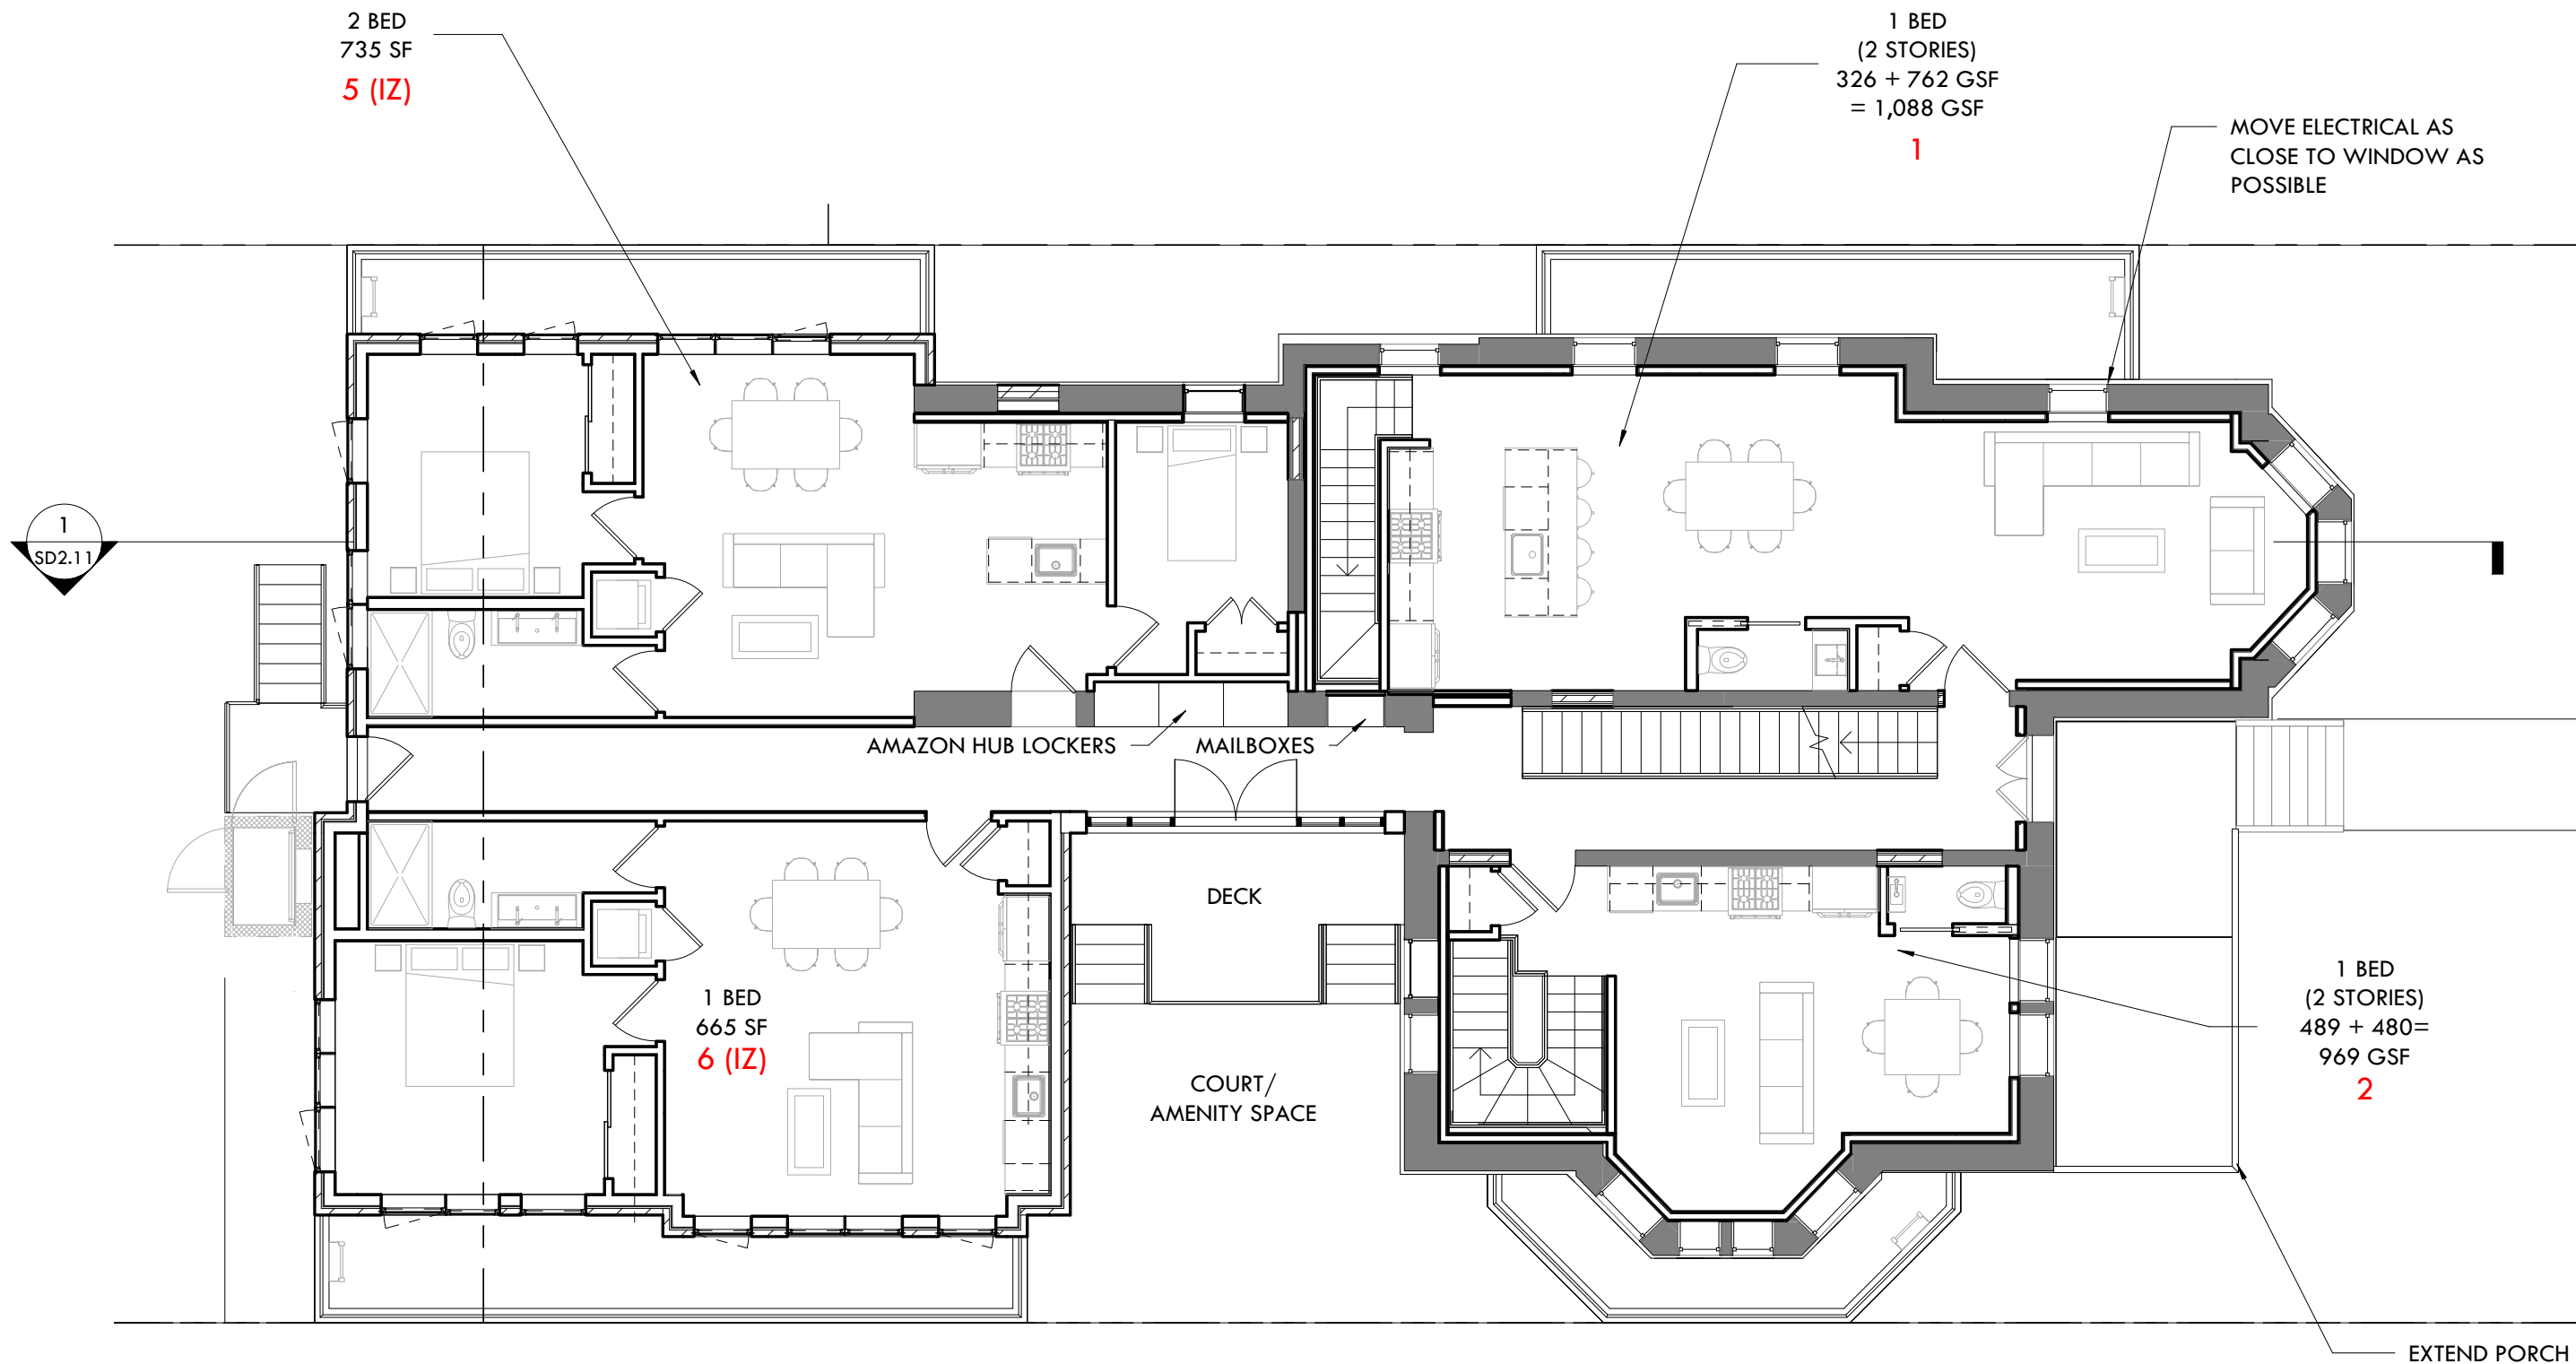 2 BED
735 SF
5 (IZ)
1 BED
(2 STORIES)
326 + 762 GSF
= 1,088 GSF
1
MOVE ELECTRICAL AS
CLOSE TO WINDOW AS
POSSIBLE
1
SD2.11
AMAZON HUB LOCKERS
MAILBOXES
DECK
1 BED
665 SF
6 (IZ)
COURT/
AMENITY SPACE
1 BED
(2 STORIES)
489 + 480=
969 GSF
2
EXTEND PORCH